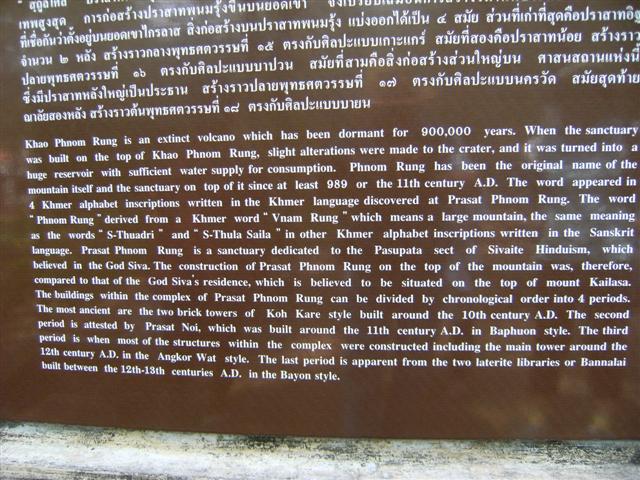 เทพสูงสุด การก่อสร้างปราสาทพนมรุ้งขึ้นบนยอดเขา
ที่เชื่อกันว่าตั้งอยู่บนยอดเขาไกรลาส สิ่งก่อสร้างบนปราสาทพนมรุ้ง แบ่งออกได้เป็น ๔ สมัย ส่วนที่เก่าที่สุดคือปราสาทอิฐ
จำนวน ๒ หลัง สร้างราวกลางพุทธศตวรรษที่ ๑๕ ตรงกับศิลปะแบบเกาะแกร์ สมัยที่สองคือปราสาทน้อย สร้างราว
ปลายพุทธศตวรรษที่ ๑๖ ตรงกับศิลปะแบบบาปวน สมัยที่สามคือสิ่งก่อสร้างส่วนใหญ่บน ศาสนสถานแห่งนี้
ซึ่งมีปราสาทหลังใหญ่เป็นประธาน สร้างราวปลายพุทธศตวรรษที่ ๑๗ ตรงกับศิลปะแบบนครวัด สมัยสุดท้าย
ณาลัยสองหลัง สร้างราวต้นพุทธศตวรรษที่ ๑๘ ตรงกับศิลปะแบบบายน
Khao Phnom Rung is an extinct volcano which has been dormant for 900,000 years. When the sanctuary
was built on the top of Khao Phnom Rung, slight alterations were made to the crater, and it was turned into a
huge reservoir with sufficient water supply for consumption. Phnom Rung has been the original name of the
mountain itself and the sanctuary on top of it since at least 989 or the 11th century A.D. The word appeared in
4 Khmer alphabet inscriptions written in the Khmer language discovered at Prasat Phnom Rung. The word
"Phnom Rung" derived from a Khmer word "Vnam Rung" which means a large mountain, the same meaning
as the words "S-Thuadri" and "S-Thula Saila" in other Khmer alphabet inscriptions written in the Sanskrit
language. Prasat Phnom Rung is a sanctuary dedicated to the Pasupata sect of Sivaite Hinduism, which
believed in the God Siva. The construction of Prasat Phnom Rung on the top of the mountain was, therefore,
compared to that of the God Siva's residence, which is believed to be situated on the top of mount Kailasa.
The buildings within the complex of Prasat Phnom Rung can be divided by chronological order into 4 periods.
The most ancient are the two brick towers of Koh Kare style built around the 10th century A.D. The second
period is attested by Prasat Noi, which was built around the 11th century A.D. in Baphuon style. The third
period is when most of the structures within the complex were constructed including the main tower around the
12th century A.D. in the Angkor Wat style. The last period is apparent from the two laterite libraries or Bannalai
built between the 12th-13th centuries A.D. in the Bayon style.